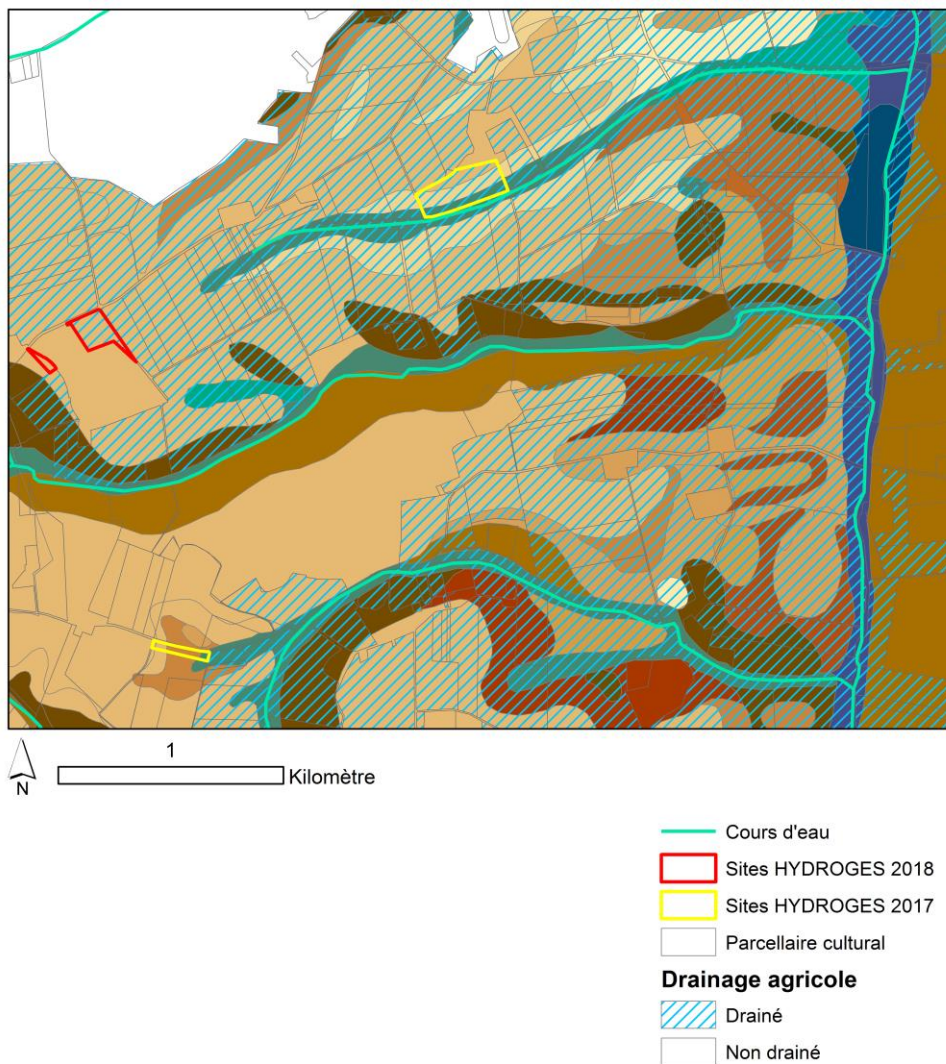 1
N
Kilomètre
Cours d'eau
Sites HYDROGES 2018
Sites HYDROGES 2017
Parcellaire cultural
Drainage agricole
Drainé
Non drainé